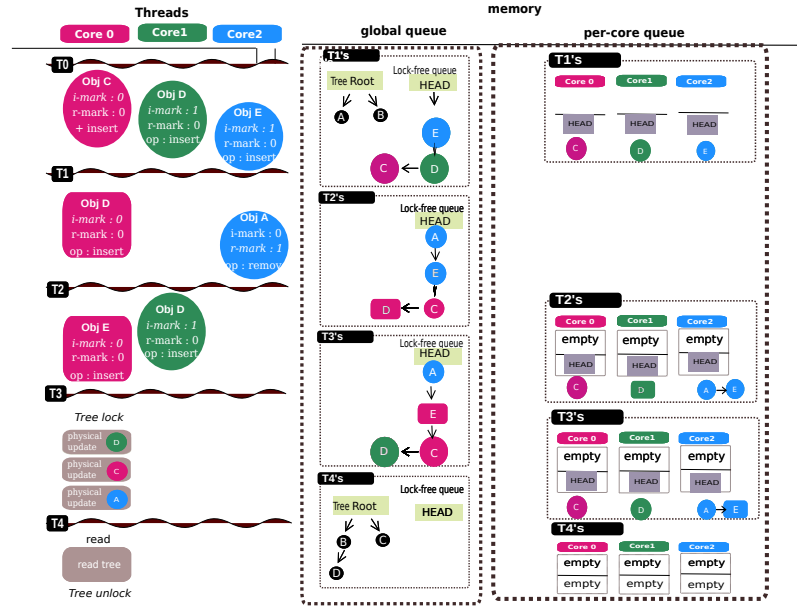 Threads
memory
global queue
per-core queue
Core 0
Core1
Core2
T0
Obj C
i-mark : 0
r-mark : 0
+ insert
Obj D
i-mark : 1
r-mark : 0
op : insert
Obj E
i-mark : 1
r-mark : 0
op : insert
T1
Obj D
i-mark : 0
r-mark : 0
op : insert
Obj A
i-mark : 0
r-mark : 1
op : remov
T2
Obj E
i-mark : 0
r-mark : 0
op : insert
Obj D
i-mark : 1
r-mark : 0
op : insert
T3
Tree lock
physical
update
D
physical
update
C
physical
update
A
T4
read
read tree
Tree unlock
T1's
Tree Root
A
B
Lock-free queue
HEAD
E
C
D
T2's
Lock-free queue
HEAD
A
E
D
C
T3's
Lock-free queue
HEAD
A
E
D
C
T4's
Tree Root
B
C
D
Lock-free queue
HEAD
T1's
Core 0
Core1
Core2
HEAD
HEAD
HEAD
C
D
E
T2's
Core 0
Core1
Core2
empty
empty
empty
HEAD
HEAD
HEAD
C
D
A
E
T3's
Core 0
Core1
Core2
empty
empty
empty
HEAD
HEAD
HEAD
C
D
A
E
T4's
Core 0
Core1
Core2
empty
empty
empty
empty
empty
empty